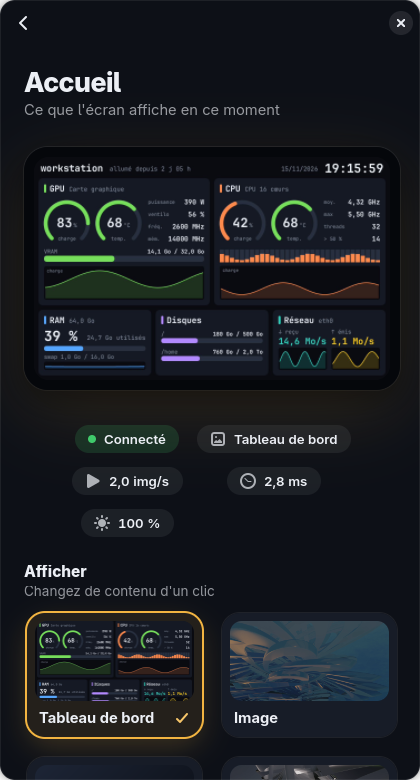 Accueil
Ce que l'écran affiche en ce moment
workstation allumé depuis 2 j 05 h 15/11/2026 19:15:59
GPU Carte graphique
puissance 390 W
ventilo 56 %
fréq. 2600 MHz
mém. 14000 MHz
83 %
charge
68 °C
temp.
VRAM 14,1 Go / 32,0 Go
charge
CPU CPU 16 cœurs
moy. 4,32 GHz
max 5,50 GHz
threads 32
> 50 % 14
42 %
charge
68 °C
temp.
charge
RAM 64,0 Go
39 % 24,7 Go utilisés
swap 1,0 Go / 16,0 Go
Disques
/ 180 Go / 500 Go
/home 760 Go / 2,0 To
Réseau eth0
↓ reçu ↑ émis
14,6 Mo/s 1,1 Mo/s
Connecté
Tableau de bord
2,0 img/s
2,8 ms
100 %
Afficher
Changez de contenu d'un clic
Tableau de bord
Image